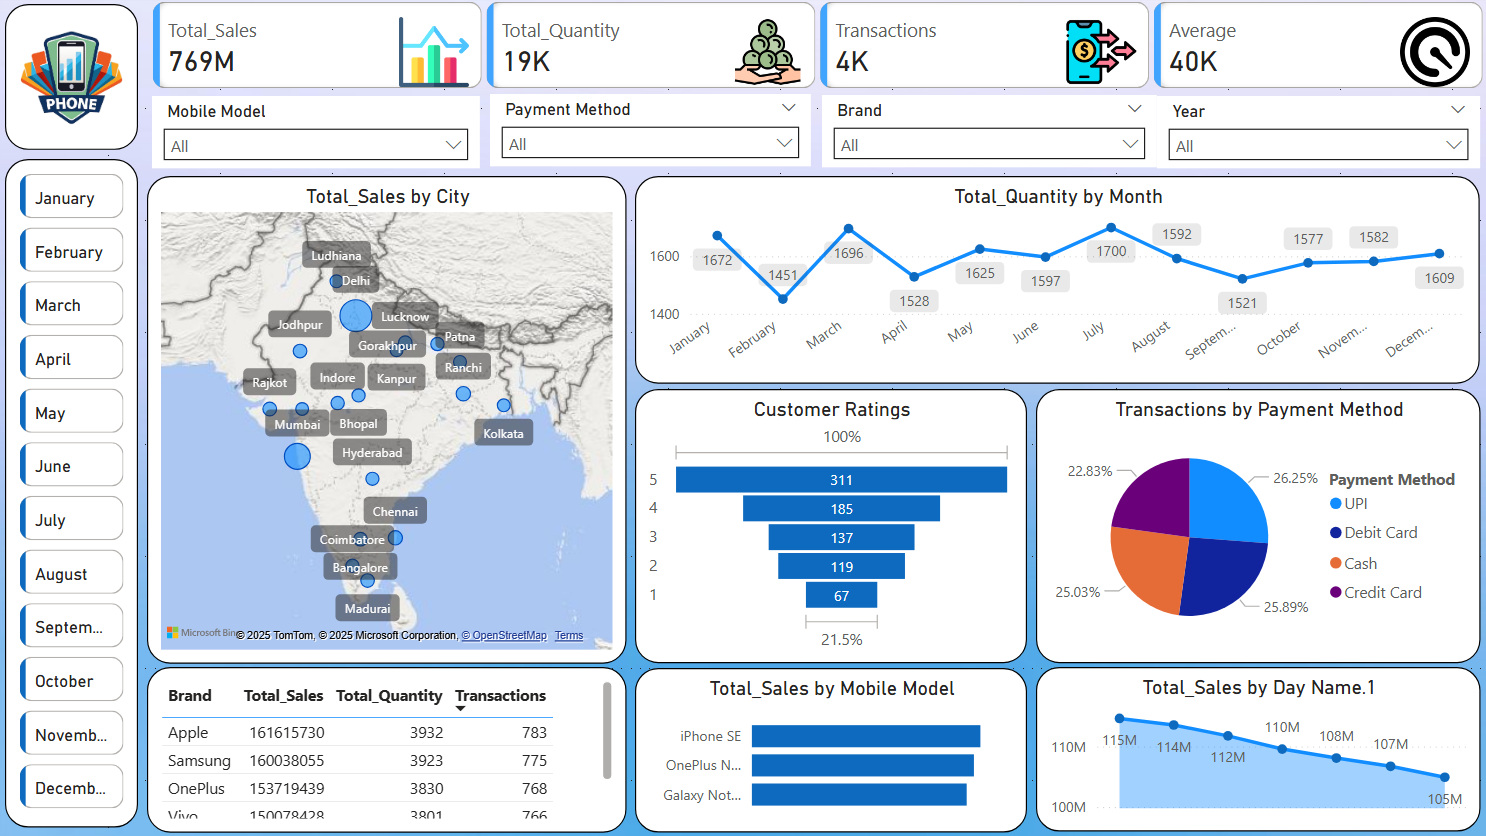 PHONE
Total_Sales
769M
Total_Quantity
19K
Transactions
4K
Average
40K
Mobile Model
All
Payment Method
All
Brand
All
Year
All
January
February
March
April
May
June
July
August
Septem...
October
Novemb...
Decemb...
Total_Sales by City
Ludhiana
Delhi
Jodhpur
Lucknow
Gorakhpur
Patna
Ranchi
Rajkot
Indore
Kanpur
Mumbai
Bhopal
Kolkata
Hyderabad
Chennai
Coimbatore
Bangalore
Madurai
Microsoft Bin
© 2025 TomTom, © 2025 Microsoft Corporation, © OpenStreetMap Terms
Total_Quantity by Month
1600
1400
1672
1451
1696
1528
1625
1597
1700
1592
1521
1577
1582
1609
January
February
March
April
May
June
July
August
Septem...
October
Novem...
Decem...
Customer Ratings
100%
5 311
4 185
3 137
2 119
1 67
21.5%
Transactions by Payment Method
22.83%
26.25%
25.03%
25.89%
Payment Method
UPI
Debit Card
Cash
Credit Card
Brand Total_Sales Total_Quantity Transactions
Apple 161615730 3932 783
Samsung 160038055 3923 775
OnePlus 153719439 3830 768
Vivo 150078428 3801 766
Total_Sales by Mobile Model
iPhone SE
OnePlus N...
Galaxy Not...
Total_Sales by Day Name.1
110M
100M
115M
114M
112M
110M
108M
107M
105M